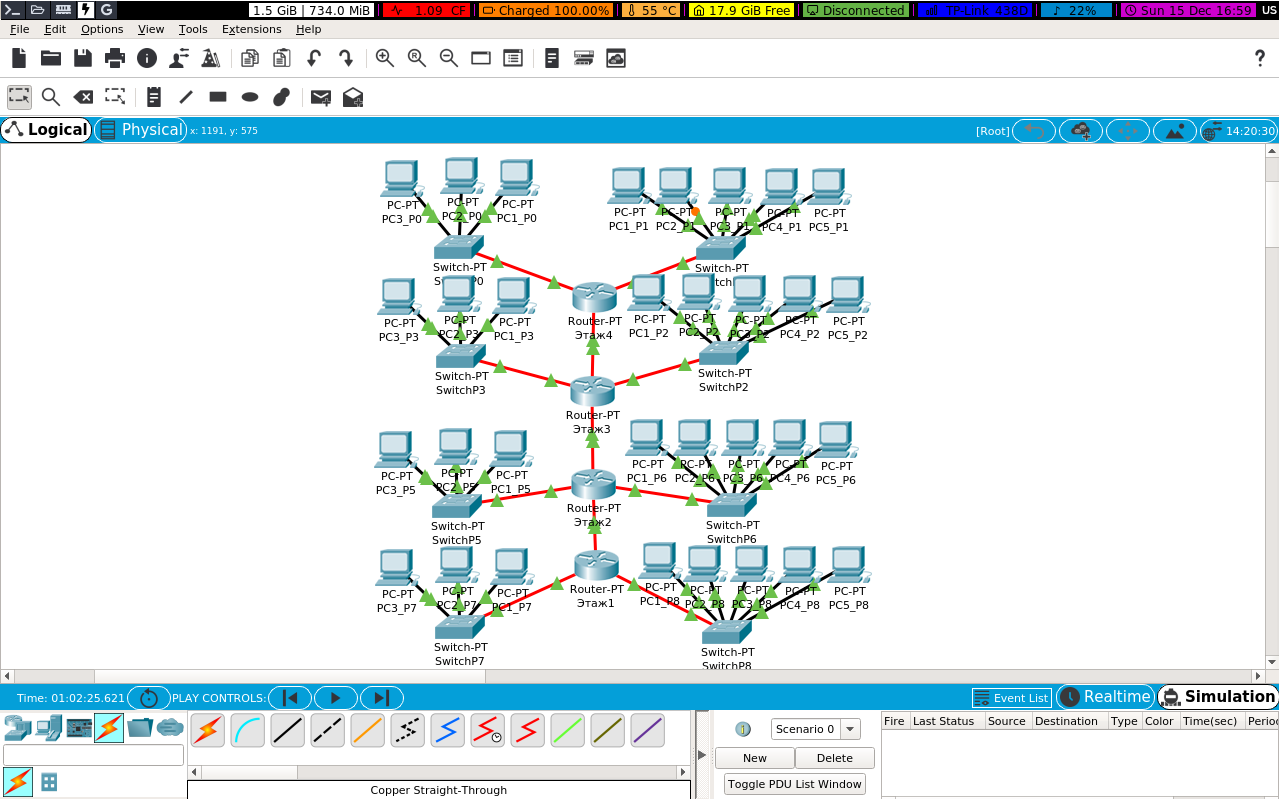 1.5 GiB | 734.0 MiB 1.09 CF Charged 100.00% 55 °C 17.9 GiB Free Disconnected TP-Link_438D 22% Sun 15 Dec 16:59 US
File Edit Options View Tools Extensions Help
Logical Physical x: 1191, y: 575 [Root] 14:20:30
PC-PT
PC3_P0
PC-PT
PC2_P0
PC-PT
PC1_P0
PC-PT
PC1_P1
PC-PT
PC2_P1
PC-PT
PC3_P1
PC-PT
PC4_P1
PC-PT
PC5_P1
Switch-PT
Switch-PT
Router-PT
Этаж4
PC-PT
PC3_P3
PC-PT
PC2_P3
PC-PT
PC1_P3
PC-PT
PC1_P2
PC-PT
PC2_P2
PC-PT
PC3_P2
PC-PT
PC4_P2
PC-PT
PC5_P2
Switch-PT
SwitchP3
Switch-PT
SwitchP2
Router-PT
Этаж3
PC-PT
PC3_P5
PC-PT
PC2_P5
PC-PT
PC1_P5
PC-PT
PC1_P6
PC-PT
PC2_P6
PC-PT
PC3_P6
PC-PT
PC4_P6
PC-PT
PC5_P6
Router-PT
Этаж2
Switch-PT
SwitchP5
Switch-PT
SwitchP6
PC-PT
PC3_P7
PC-PT
PC2_P7
PC-PT
PC1_P7
Router-PT
Этаж1
PC-PT
PC1_P8
PC-PT
PC2_P8
PC-PT
PC3_P8
PC-PT
PC4_P8
PC-PT
PC5_P8
Switch-PT
SwitchP7
Switch-PT
SwitchP8
Time: 01:02:25.621 PLAY CONTROLS: Event List Realtime Simulation
Scenario 0
New Delete
Toggle PDU List Window
Fire Last Status Source Destination Type Color Time(sec)
Copper Straight-Through